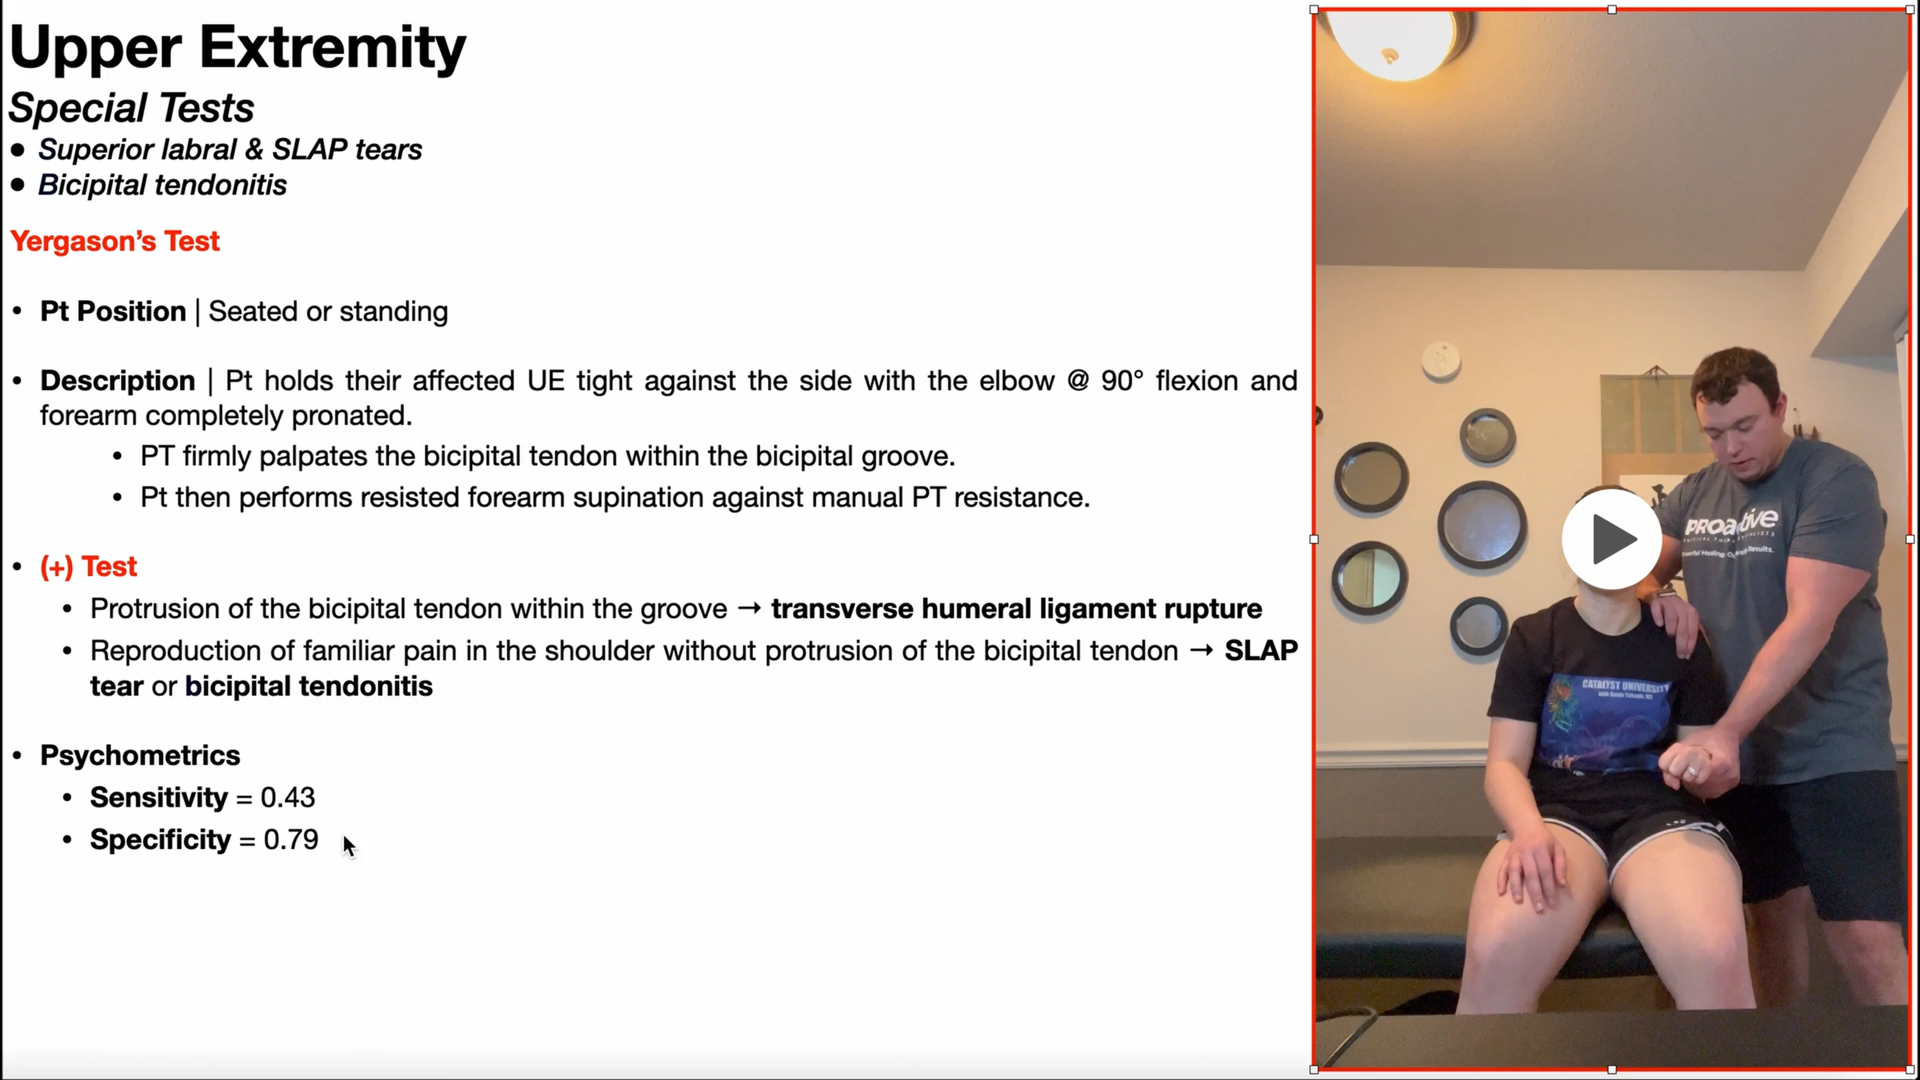 Upper Extremity
Special Tests
● Superior labral & SLAP tears
● Bicipital tendonitis
Yergason's Test
• Pt Position | Seated or standing
• Description | Pt holds their affected UE tight against the side with the elbow @ 90° flexion and
forearm completely pronated.
• PT firmly palpates the bicipital tendon within the bicipital groove.
• Pt then performs resisted forearm supination against manual PT resistance.
• (+) Test
• Protrusion of the bicipital tendon within the groove → transverse humeral ligament rupture
• Reproduction of familiar pain in the shoulder without protrusion of the bicipital tendon → SLAP
tear or bicipital tendonitis
• Psychometrics
• Sensitivity = 0.43
• Specificity = 0.79
PROactive
Results.
CATALYST UNIVERSITY